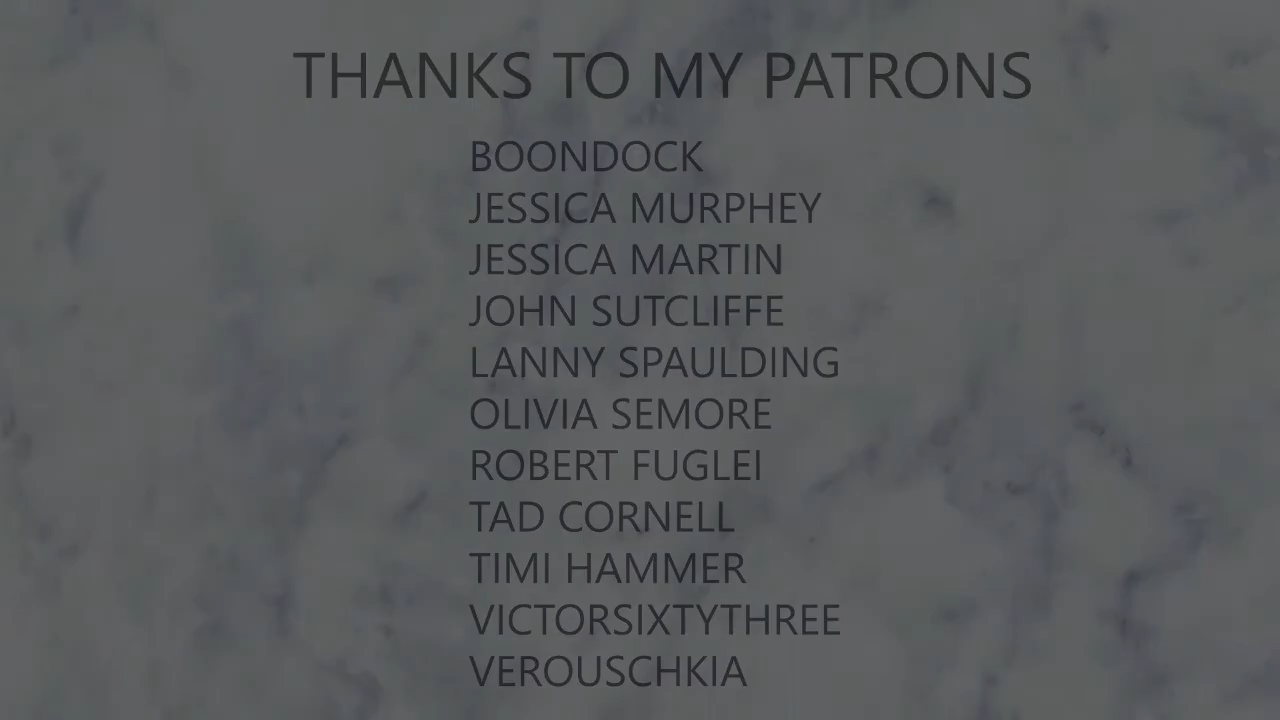 THANKS TO MY PATRONS
BOONDOCK
JESSICA MURPHEY
JESSICA MARTIN
JOHN SUTCLIFFE
LANNY SPAULDING
OLIVIA SEMORE
ROBERT FUGLEI
TAD CORNELL
TIMI HAMMER
VICTORSIXTYTHREE
VEROUSCHKIA